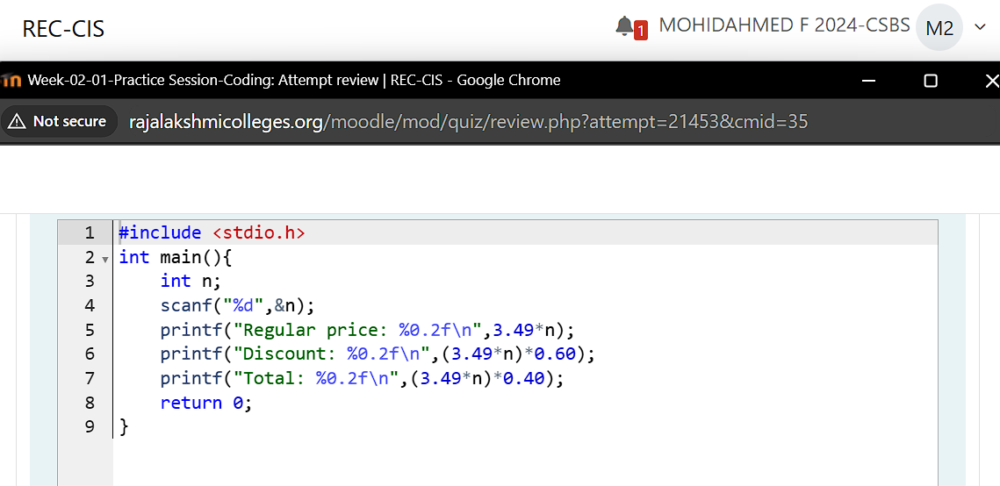 REC-CIS
1 MOHIDAHMED F 2024-CSBS M2
Week-02-01-Practice Session-Coding: Attempt review | REC-CIS - Google Chrome
Not secure rajalakshmicolleges.org/moodle/mod/quiz/review.php?attempt=21453&cmid=35
1 #include <stdio.h>
2 int main(){
3     int n;
4     scanf("%d",&n);
5     printf("Regular price: %0.2f\n",3.49*n);
6     printf("Discount: %0.2f\n",(3.49*n)*0.60);
7     printf("Total: %0.2f\n",(3.49*n)*0.40);
8     return 0;
9 }